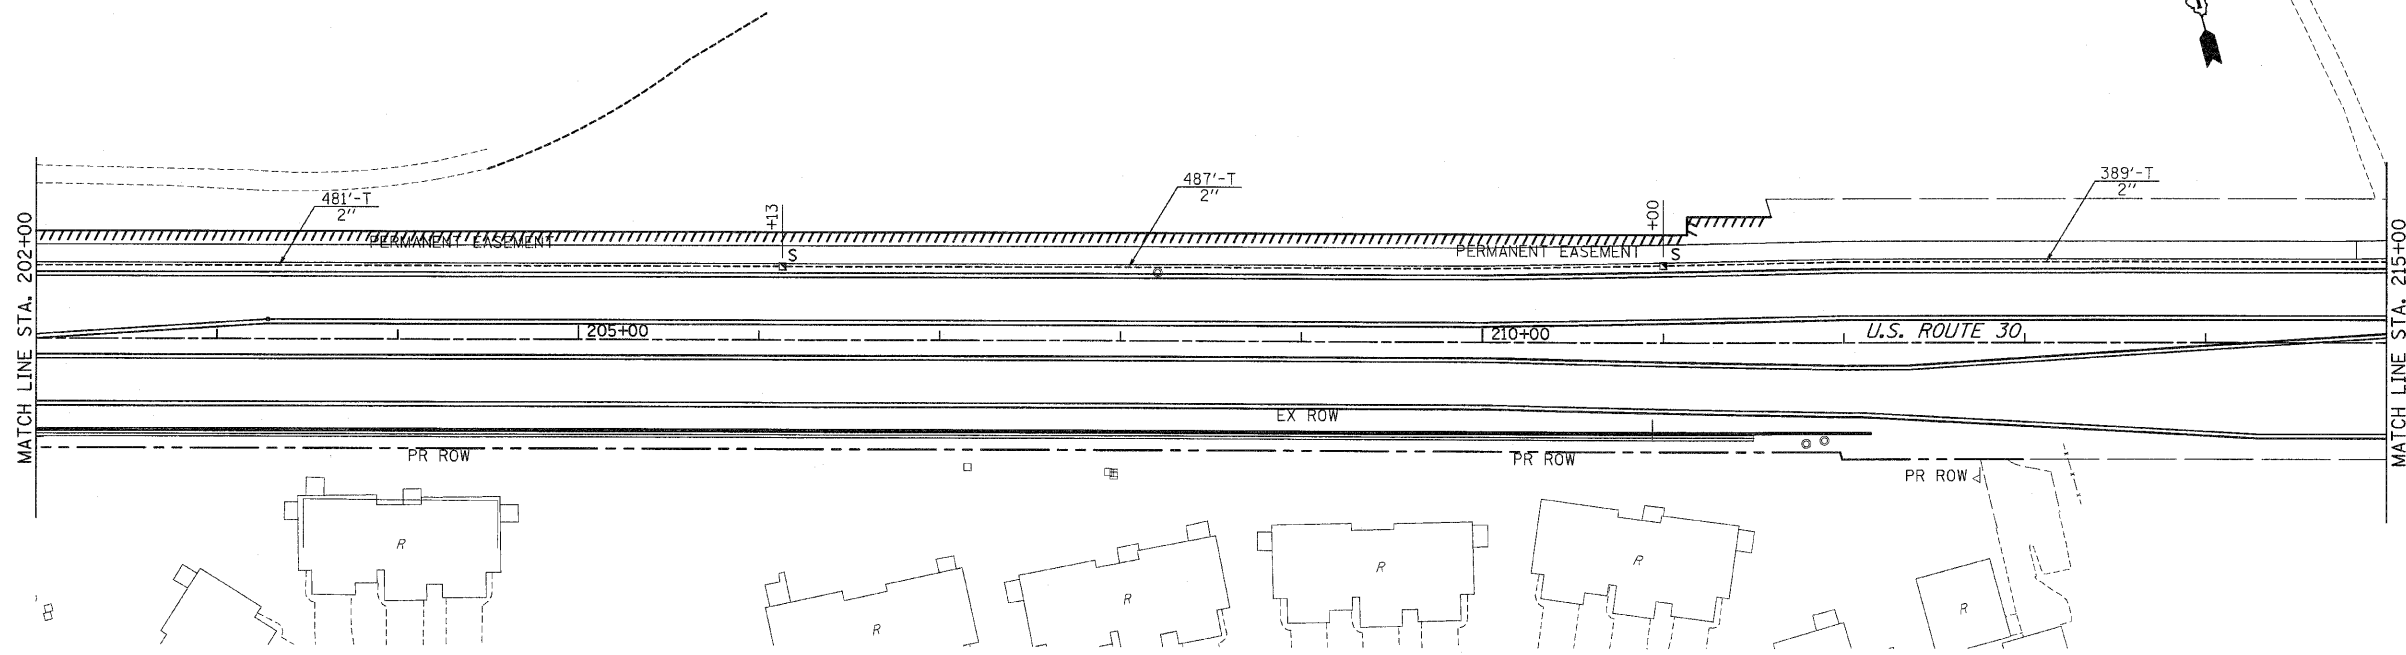 MATCH LINE STA. 202+00
481'-T
2''
PERMANENT EASEMENT
+13
S
487'-T
2''
+00
S
PERMANENT EASEMENT
389'-T
2''
MATCH LINE STA. 215+00
205+00
210+00
U.S. ROUTE 30
EX ROW
PR ROW
PR ROW
PR ROW
R
R
R
R
R
R